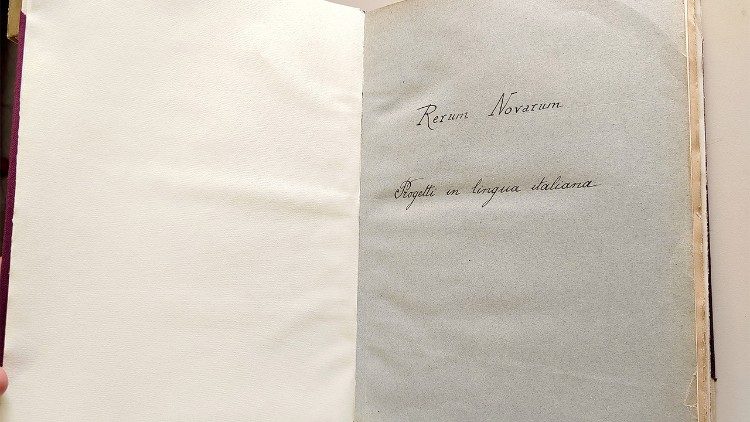 Rerum Novarum
Progetti in lingua italiana